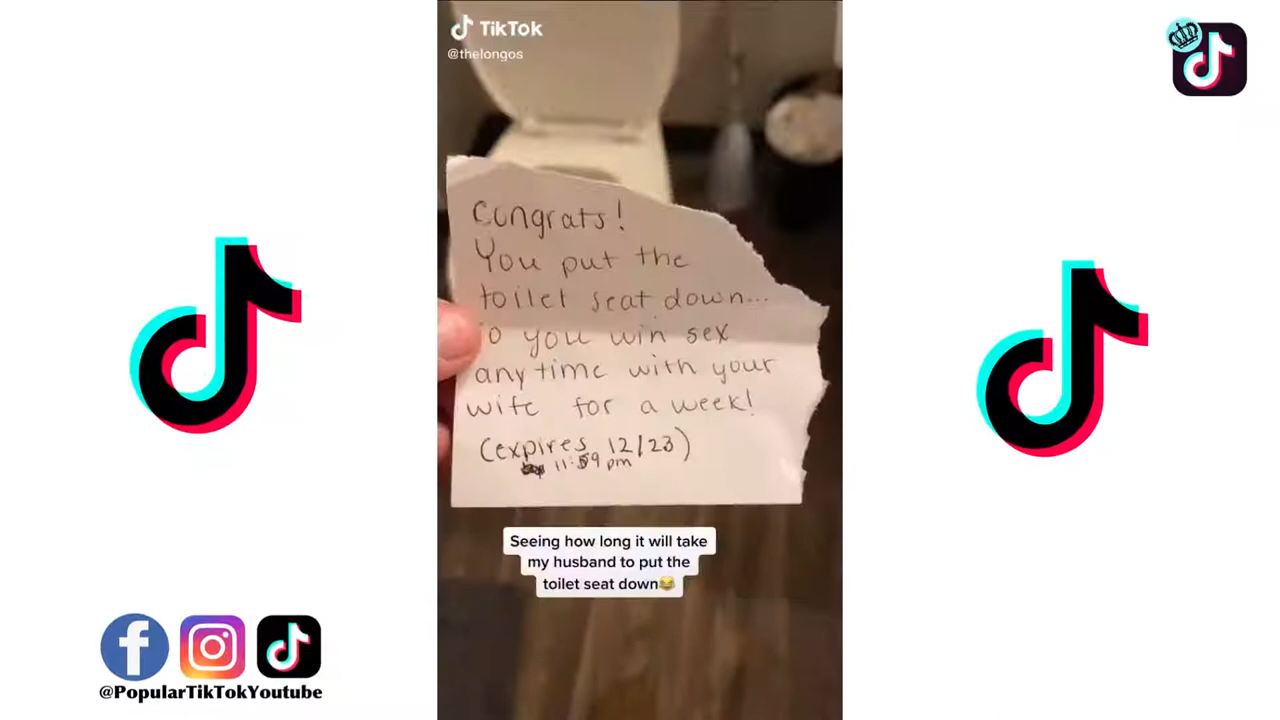 TikTok
@thelongos
Congrats!
You put the
toilet seat down...
so you win sex
anytime with your
wife for a week!
(expires 12/23)
11:59 pm
Seeing how long it will take
my husband to put the
toilet seat down😂
@PopularTikTokYoutube